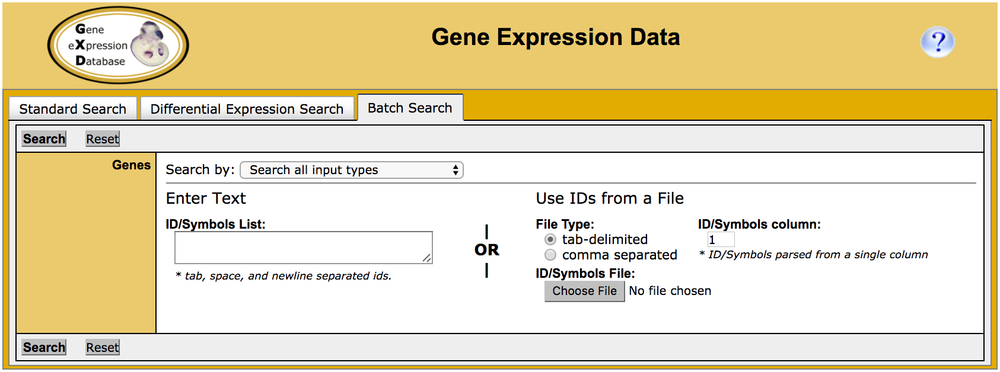 Gene
eXpression
Database
Gene Expression Data
?
Standard Search
Differential Expression Search
Batch Search
Search
Reset
Genes
Search by:
Search all input types
Enter Text
ID/Symbols List:
* tab, space, and newline separated ids.
|
OR
|
Use IDs from a File
File Type:
tab-delimited
comma separated
ID/Symbols column:
1
* ID/Symbols parsed from a single column
ID/Symbols File:
Choose File
No file chosen
Search
Reset